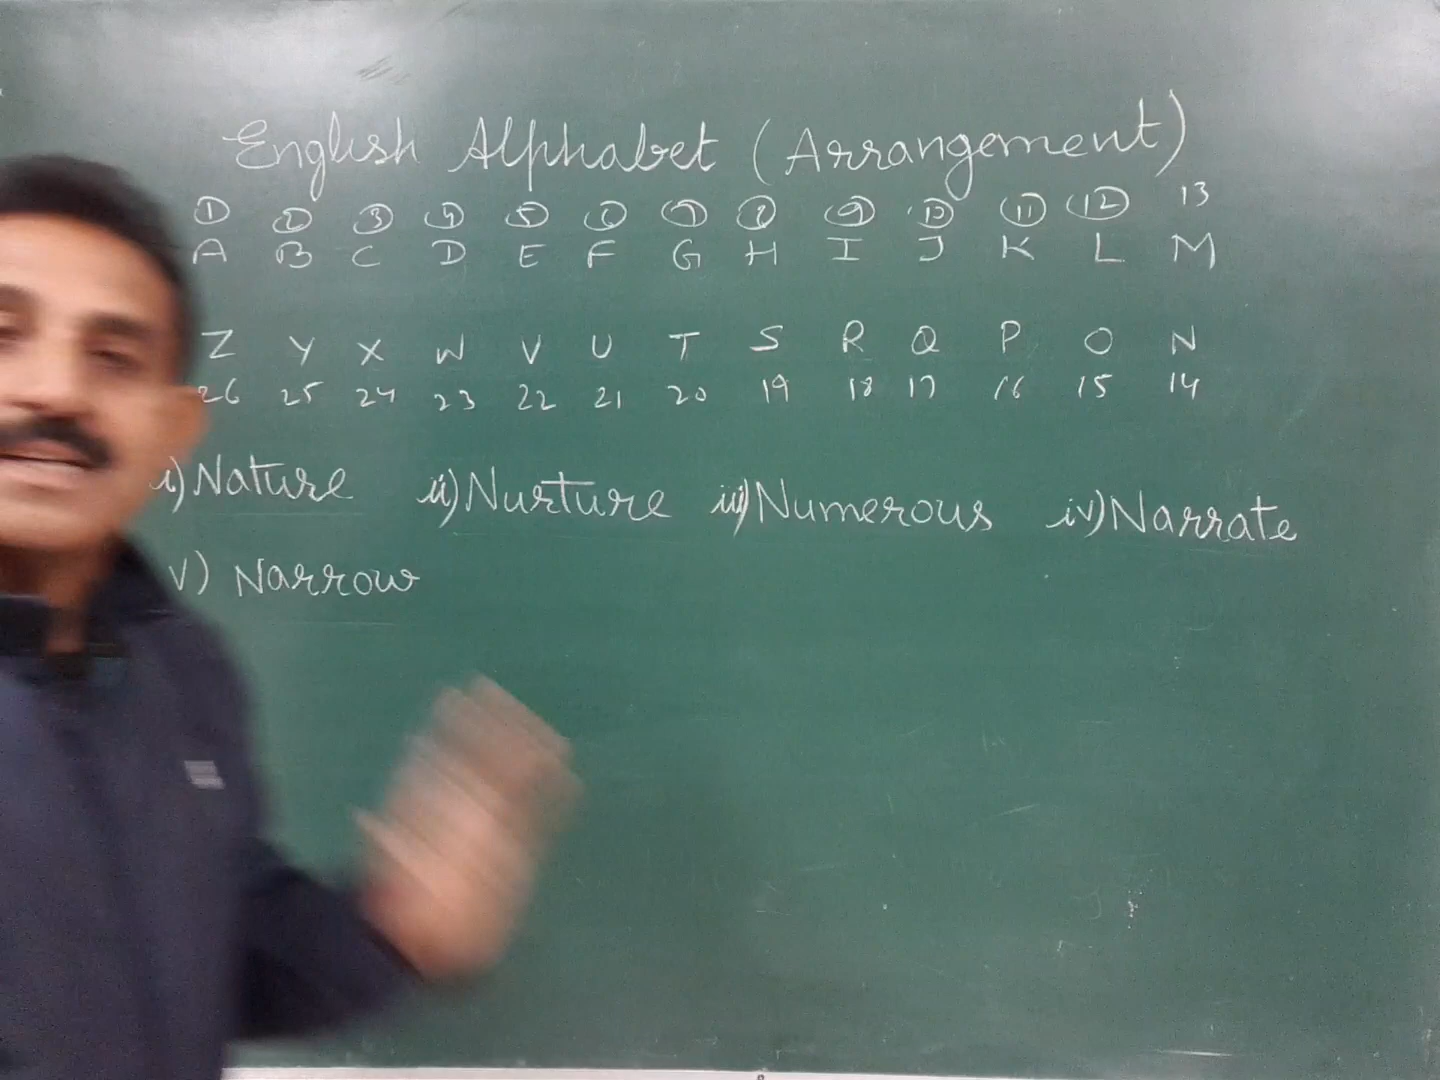 English Alphabet (Arrangement)
1 2 3 4 5 6 7 8 9 10 11 12 13
A B C D E F G H I J K L M
Z Y X W V U T S R Q P O N
26 25 24 23 22 21 20 19 18 17 16 15 14
i) Nature ii) Nurture iii) Numerous iv) Narrate
v) Narrow